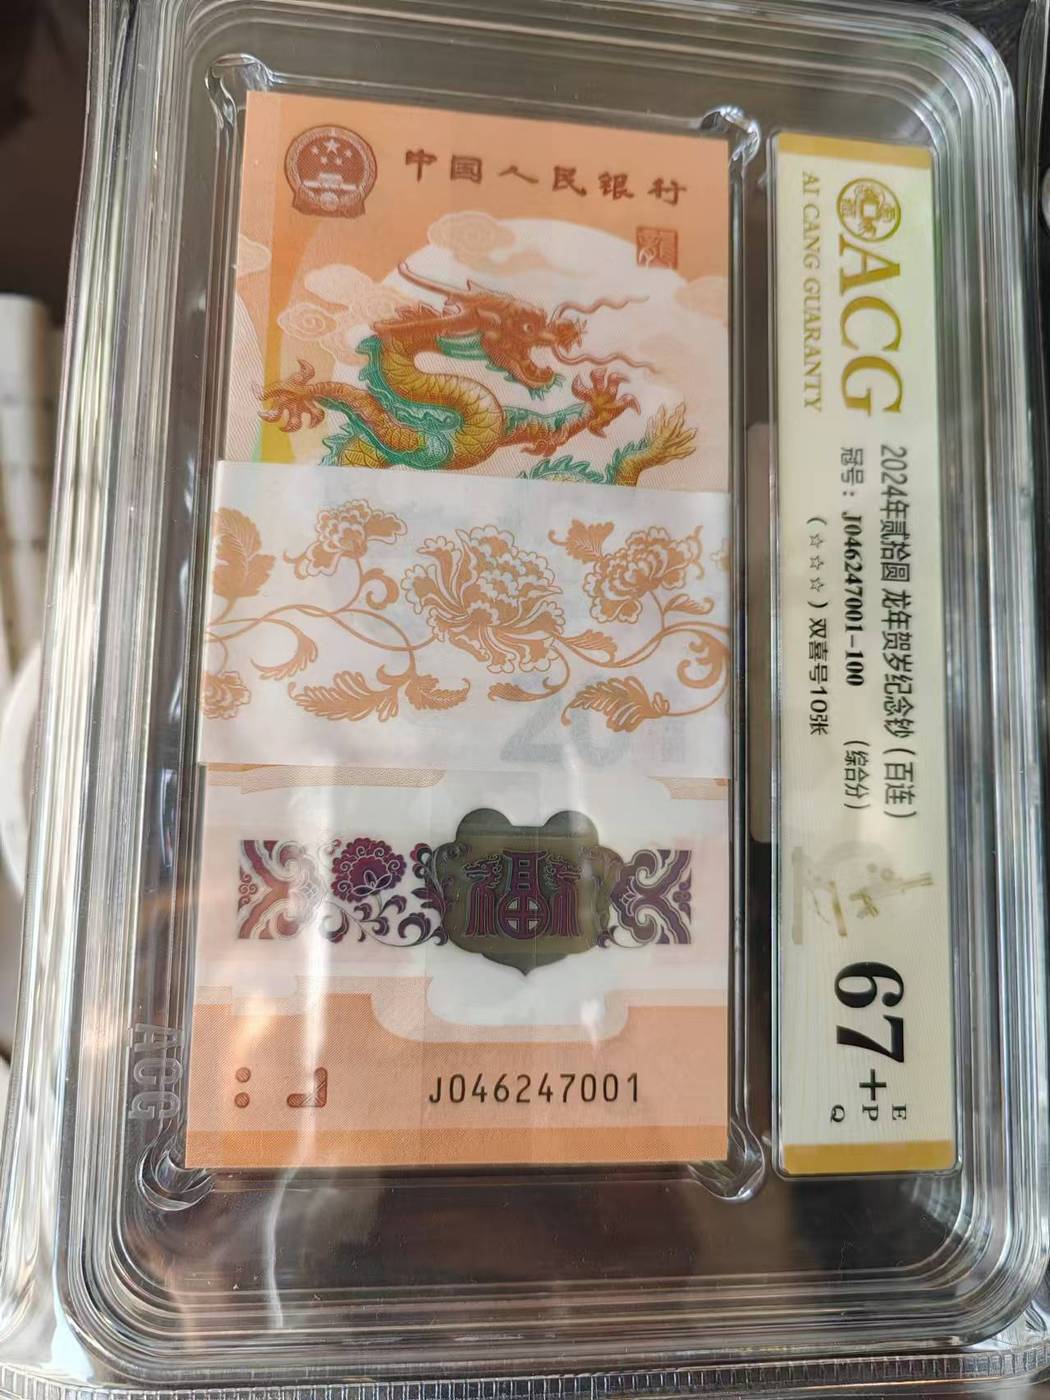 中国人民银行
龍
福
J046247001
ACG
ACG
AI CANG GUARANTY
2024年贰拾圆 龙年贺岁纪念钞（百连）
冠号：J046247001-100 （综合分）
（☆☆☆）双喜号10张
67+
E
P
Q